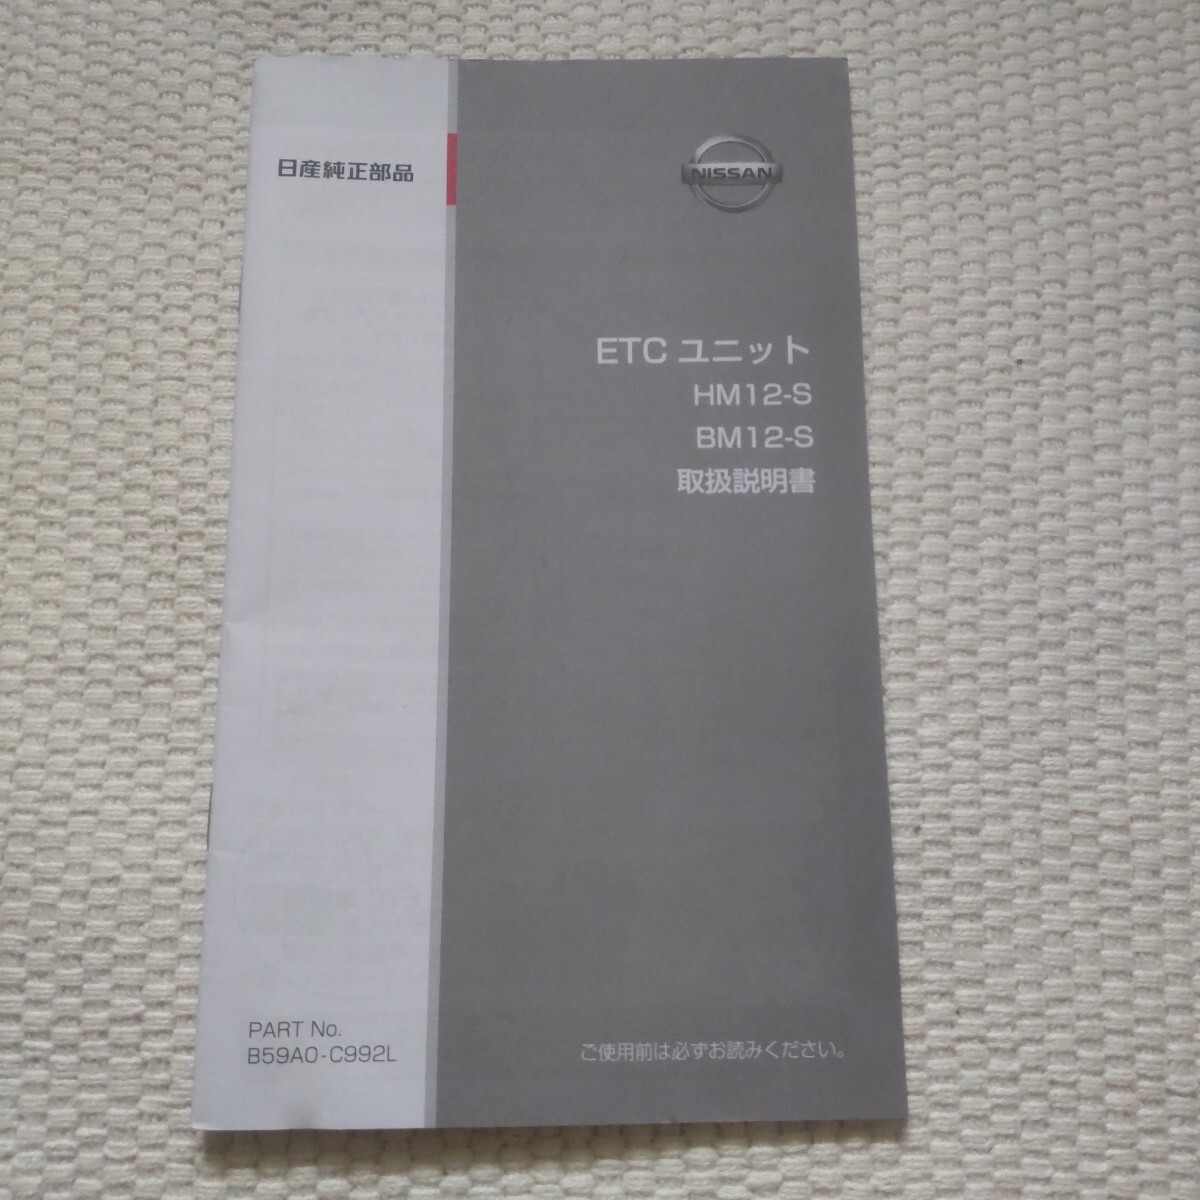 日産純正部品
NISSAN
ETC ユニット
HM12-S
BM12-S
取扱説明書
PART No.
B59A0-C992L
ご使用前は必ずお読みください。